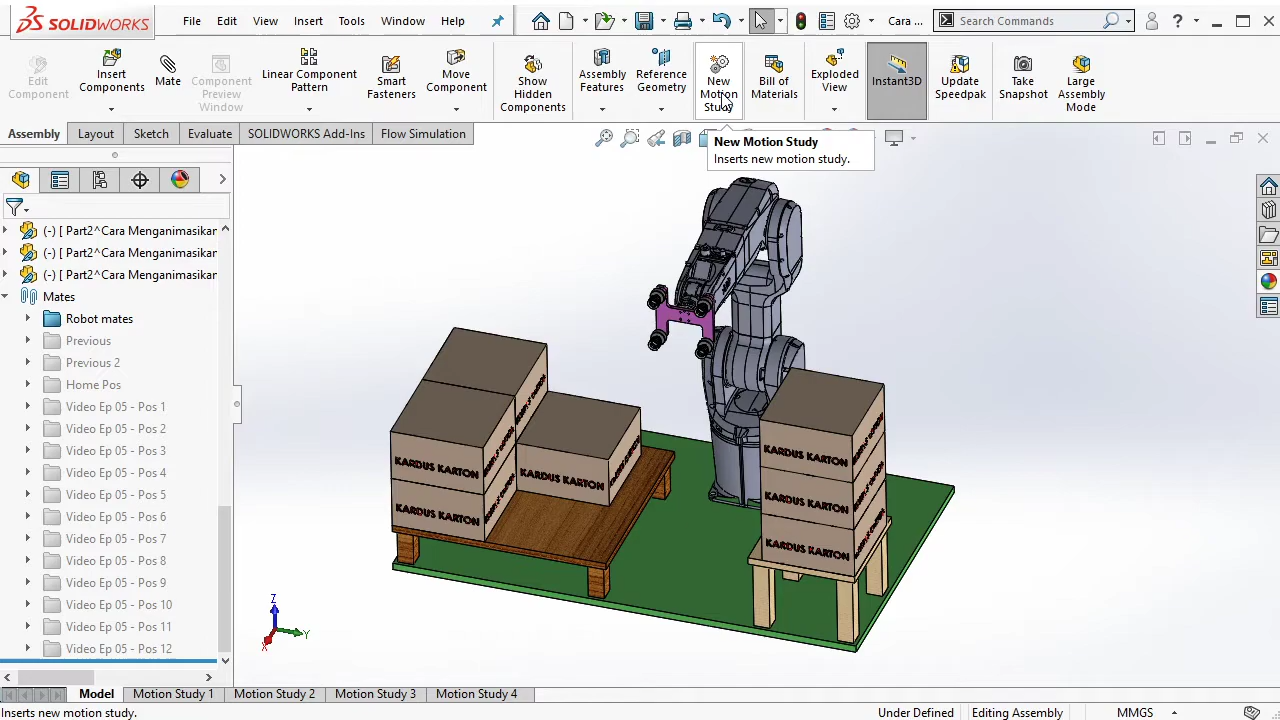 SOLIDWORKS
File
Edit
View
Insert
Tools
Window
Help
Cara ...
Search Commands
?
Edit
Component
Insert
Components
Mate
Component
Preview
Window
Linear Component
Pattern
Smart
Fasteners
Move
Component
Show
Hidden
Components
Assembly
Features
Reference
Geometry
New
Motion
Study
Bill of
Materials
Exploded
View
Instant3D
Update
Speedpak
Take
Snapshot
Large
Assembly
Mode
Assembly
Layout
Sketch
Evaluate
SOLIDWORKS Add-Ins
Flow Simulation
New Motion Study
Inserts new motion study.
(-) [ Part2^Cara Menganimasikan
(-) [ Part2^Cara Menganimasikan
(-) [ Part2^Cara Menganimasikan
Mates
Robot mates
Previous
Previous 2
Home Pos
Video Ep 05 - Pos 1
Video Ep 05 - Pos 2
Video Ep 05 - Pos 3
Video Ep 05 - Pos 4
Video Ep 05 - Pos 5
Video Ep 05 - Pos 6
Video Ep 05 - Pos 7
Video Ep 05 - Pos 8
Video Ep 05 - Pos 9
Video Ep 05 - Pos 10
Video Ep 05 - Pos 11
Video Ep 05 - Pos 12
KARDUS KARTON
KARDUS KARTON
KARDUS KARTON
KARDUS KARTON
KARDUS KARTON
KARDUS KARTON
Z
Y
X
Model
Motion Study 1
Motion Study 2
Motion Study 3
Motion Study 4
Inserts new motion study.
Under Defined
Editing Assembly
MMGS